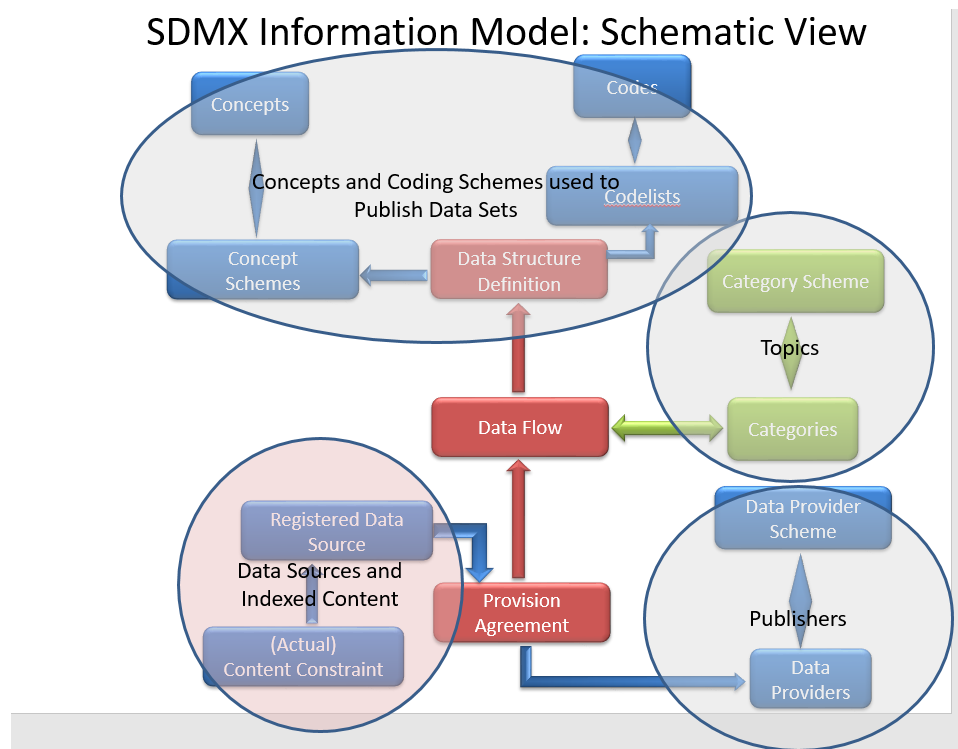 SDMX Information Model: Schematic View
Concepts
Codes
Concepts and Coding Schemes used to
Publish Data Sets
Codelists
Concept
Schemes
Data Structure
Definition
Category Scheme
Topics
Data Flow
Categories
Registered Data
Source
Data Sources and
Indexed Content
(Actual)
Content Constraint
Provision
Agreement
Data Provider
Scheme
Publishers
Data
Providers